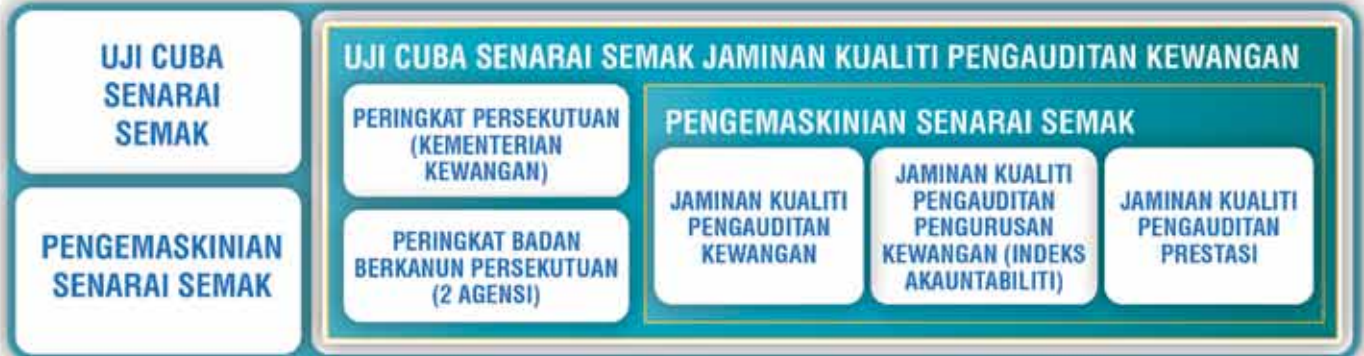 UJI CUBA
SENARAI
SEMAK
PENGEMASKINIAN
SENARAI SEMAK
UJI CUBA SENARAI SEMAK JAMINAN KUALITI PENGAUDITAN KEWANGAN
PERINGKAT PERSEKUTUAN
(KEMENTERIAN
KEWANGAN)
PERINGKAT BADAN
BERKANUN PERSEKUTUAN
(2 AGENSI)
PENGEMASKINIAN SENARAI SEMAK
JAMINAN KUALITI
PENGAUDITAN
KEWANGAN
JAMINAN KUALITI
PENGAUDITAN
PENGURUSAN
KEWANGAN (INDEKS
AKAUNTABILITI)
JAMINAN KUALITI
PENGAUDITAN
PRESTASI